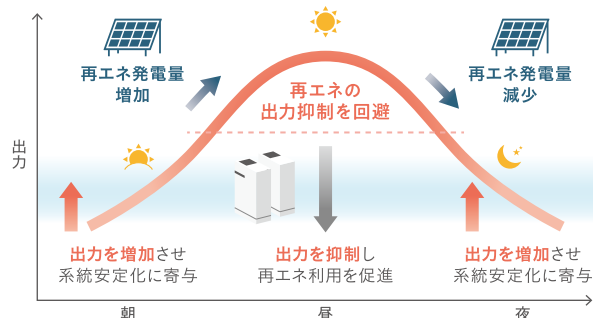 再エネ発電量
増加
再エネの
出力抑制を回避
再エネ発電量
減少
出力
出力を増加させ
系統安定化に寄与
出力を抑制し
再エネ利用を促進
出力を増加させ
系統安定化に寄与
朝
昼
夜